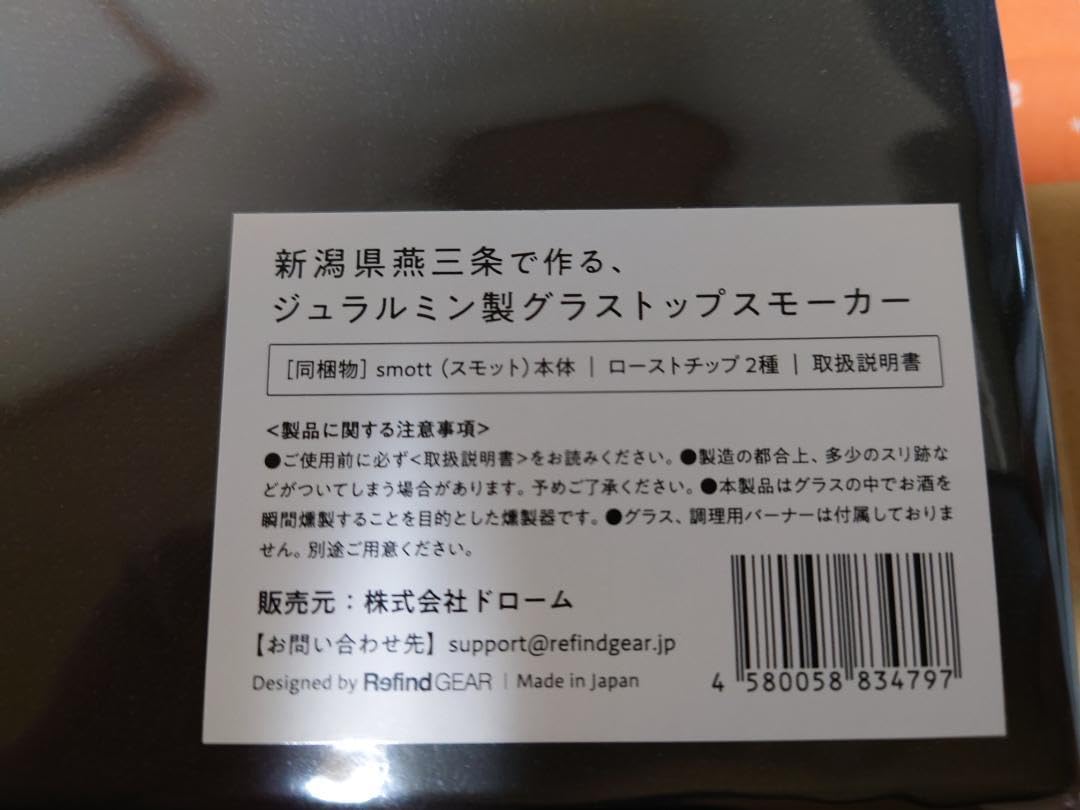 新潟県燕三条で作る、
ジュラルミン製グラストップスモーカー
［同梱物］smott（スモット）本体｜ローストチップ2種｜取扱説明書
<製品に関する注意事項>
●ご使用前に必ず<取扱説明書>をお読みください。●製造の都合上、多少のスリ跡な
どがついてしまう場合があります。予めご了承ください。●本製品はグラスの中でお酒を
瞬間燻製することを目的とした燻製器です。●グラス、調理用バーナーは付属しておりま
せん。別途ご用意ください。
販売元：株式会社ドローム
【お問い合わせ先】support@refindgear.jp
Designed by Refind GEAR | Made in Japan
4 580058 834797